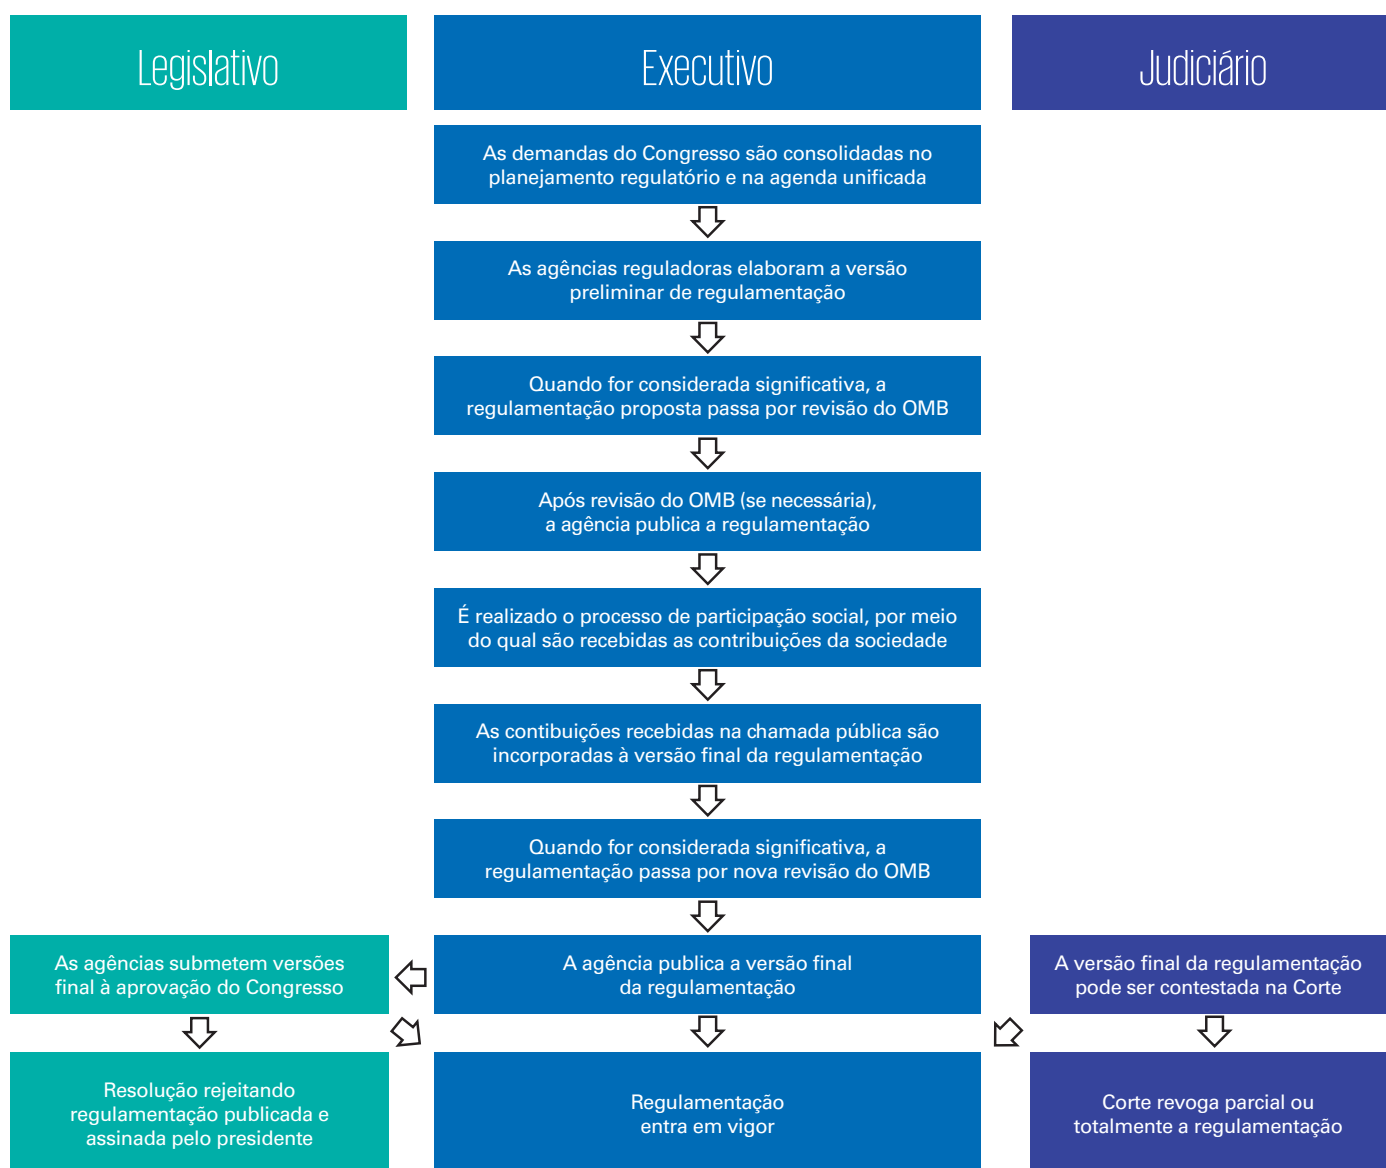 Legislativo
Executivo
Judiciário
As demandas do Congresso são consolidadas no
planejamento regulatório e na agenda unificada
As agências reguladoras elaboram a versão
preliminar de regulamentação
Quando for considerada significativa, a
regulamentação proposta passa por revisão do OMB
Após revisão do OMB (se necessária),
a agência publica a regulamentação
É realizado o processo de participação social, por meio
do qual são recebidas as contribuições da sociedade
As contibuições recebidas na chamada pública são
incorporadas à versão final da regulamentação
Quando for considerada significativa, a
regulamentação passa por nova revisão do OMB
As agências submetem versões
final à aprovação do Congresso
A agência publica a versão final
da regulamentação
A versão final da regulamentação
pode ser contestada na Corte
Resolução rejeitando
regulamentação publicada e
assinada pelo presidente
Regulamentação
entra em vigor
Corte revoga parcial ou
totalmente a regulamentação